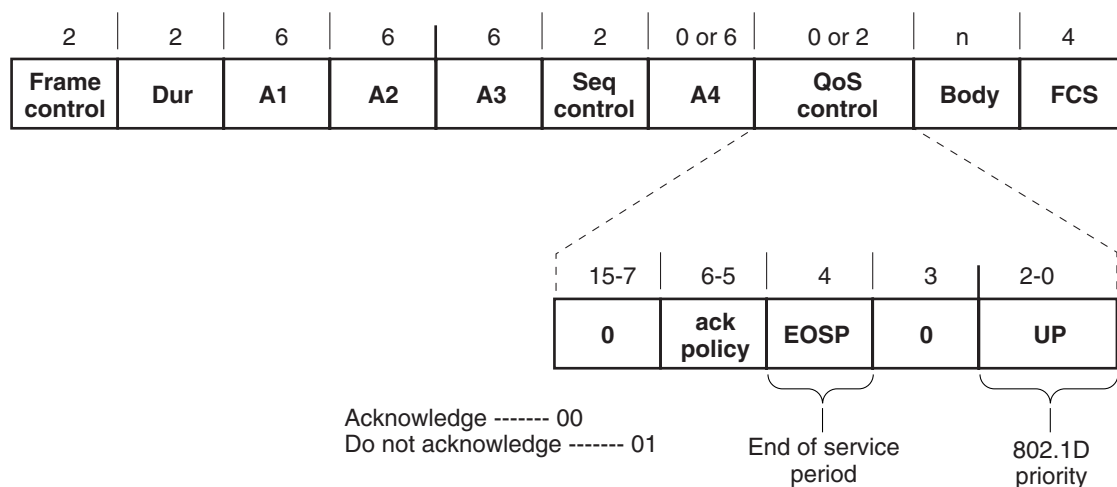 2 2 6 6 6 2 0 or 6 0 or 2 n 4
Frame control Dur A1 A2 A3 Seq control A4 QoS control Body FCS
15-7 6-5 4 3 2-0
0 ack policy EOSP 0 UP
Acknowledge ------- 00
Do not acknowledge ------- 01
End of service period
802.1D priority